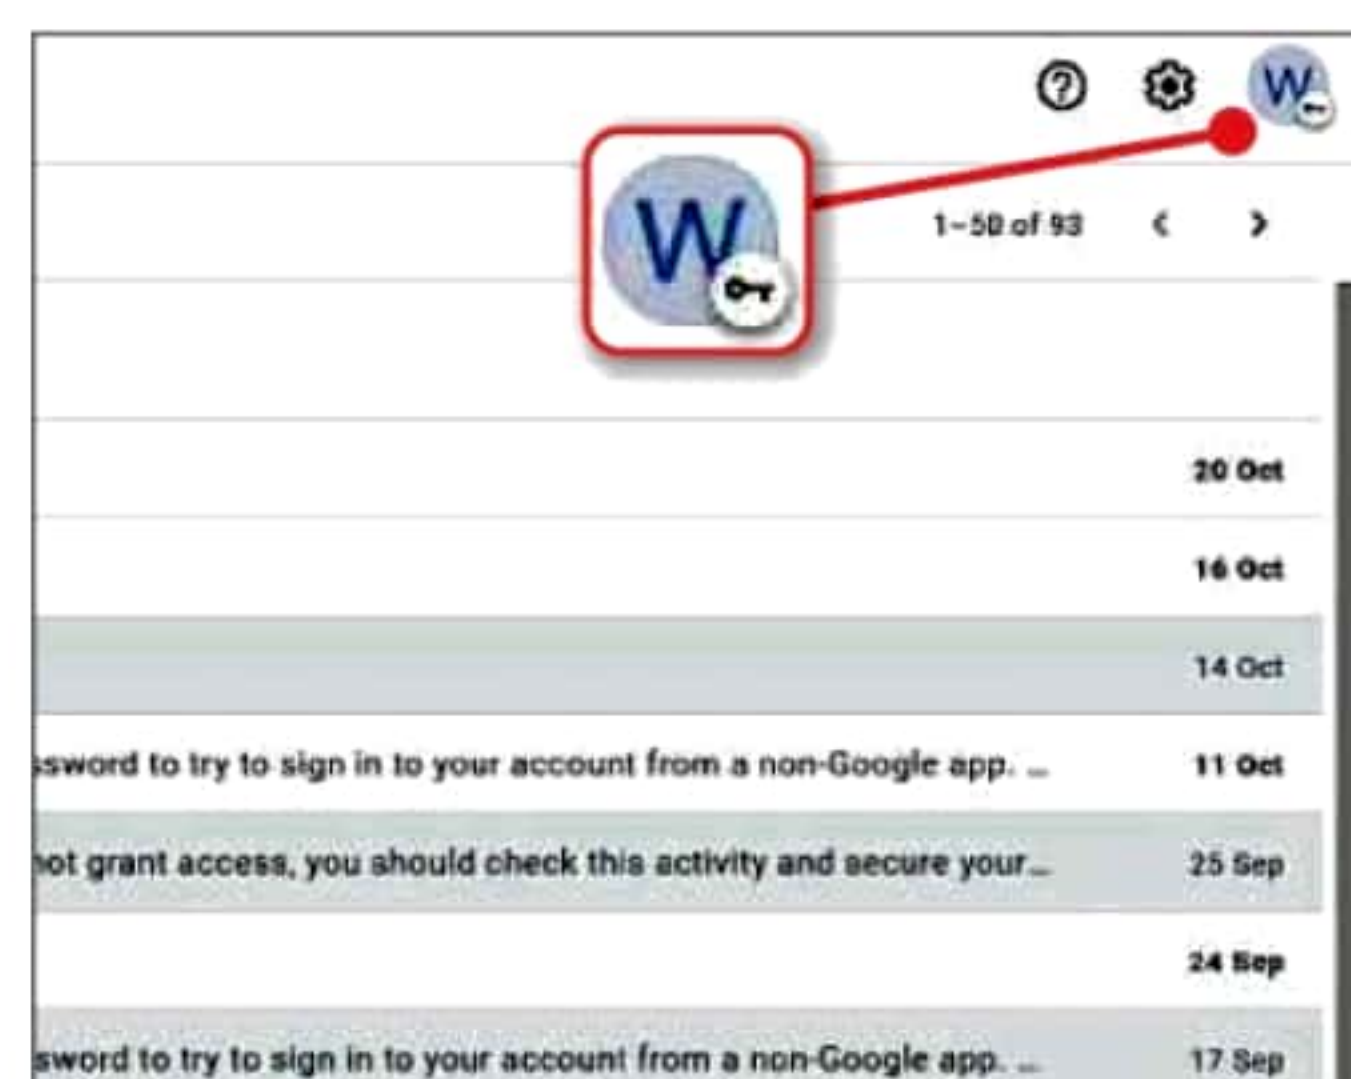 W
W
1–50 of 93
20 Oct
16 Oct
14 Oct
ssword to try to sign in to your account from a non-Google app. ...
11 Oct
not grant access, you should check this activity and secure your...
25 Sep
24 Sep
sword to try to sign in to your account from a non-Google app. ...
17 Sep